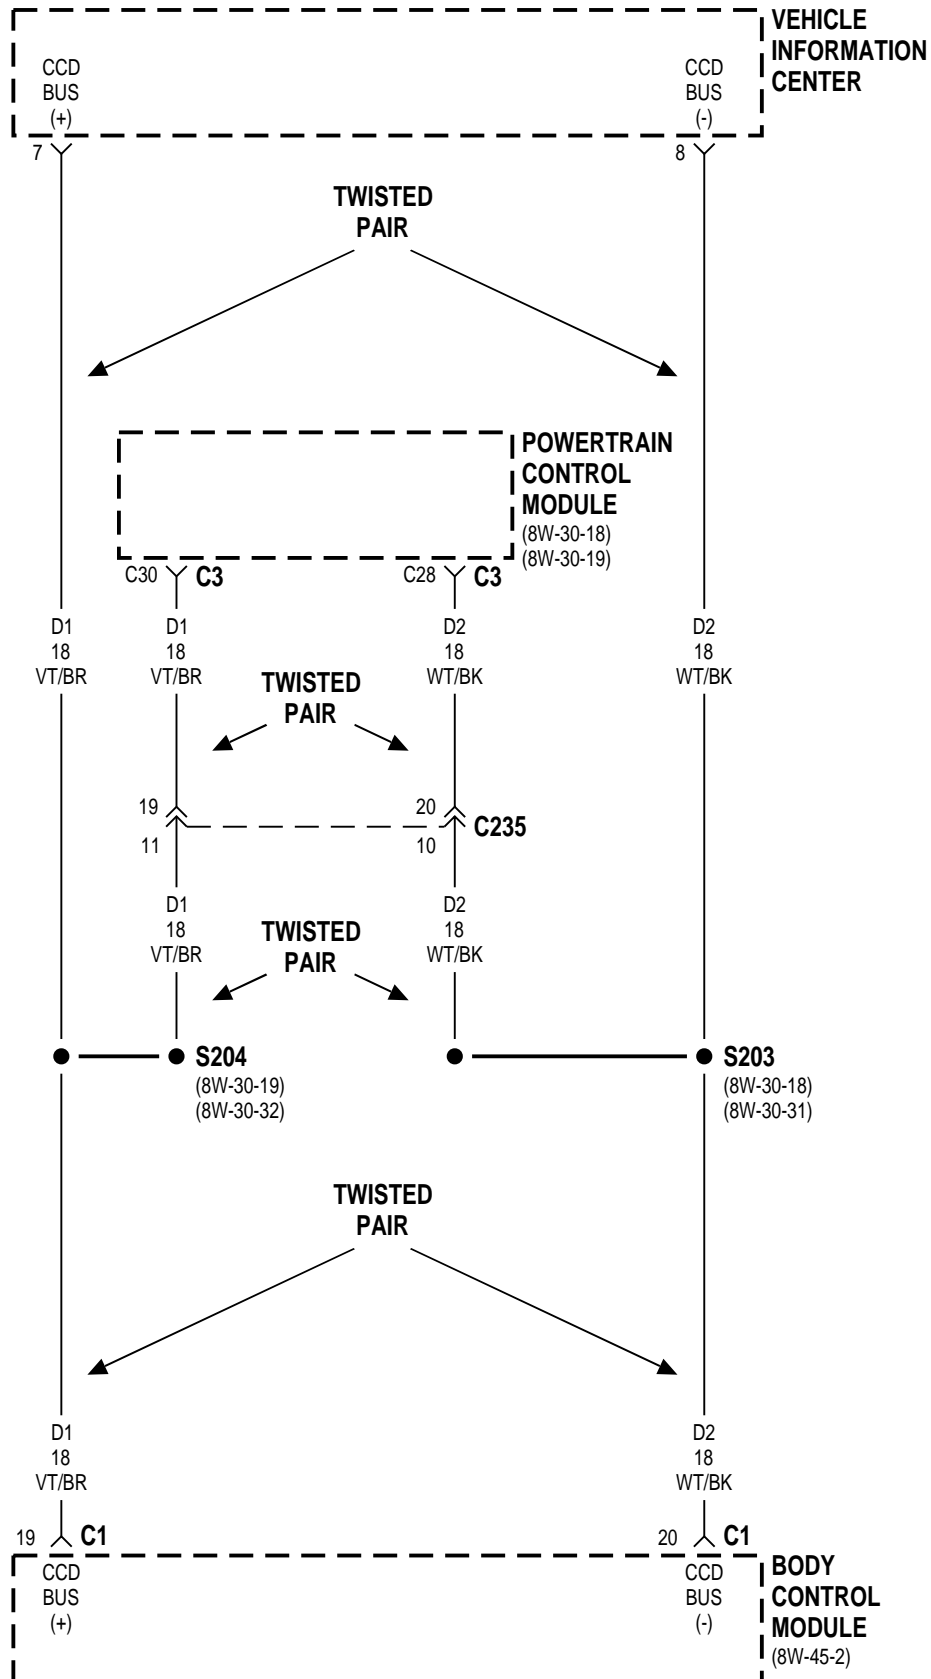 VEHICLE
INFORMATION
CENTER
CCD
BUS
(+)
CCD
BUS
(-)
7
8
TWISTED
PAIR
POWERTRAIN
CONTROL
MODULE
(8W-30-18)
(8W-30-19)
C30
C3
C28
C3
D1
18
VT/BR
D1
18
VT/BR
D2
18
WT/BK
D2
18
WT/BK
TWISTED
PAIR
19
20
C235
11
10
D1
18
VT/BR
D2
18
WT/BK
TWISTED
PAIR
S204
(8W-30-19)
(8W-30-32)
S203
(8W-30-18)
(8W-30-31)
TWISTED
PAIR
D1
18
VT/BR
D2
18
WT/BK
19
C1
20
C1
CCD
BUS
(+)
CCD
BUS
(-)
BODY
CONTROL
MODULE
(8W-45-2)